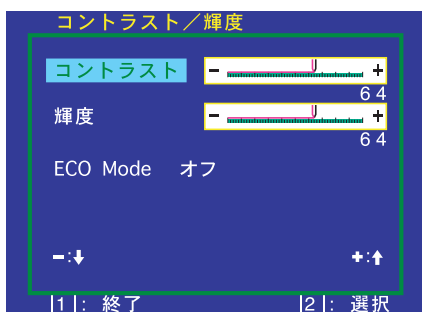 コントラスト／輝度
コントラスト - +
64
輝度 - +
64
ECO Mode オフ
-:↓ +:↑
|1|: 終了 |2|: 選択